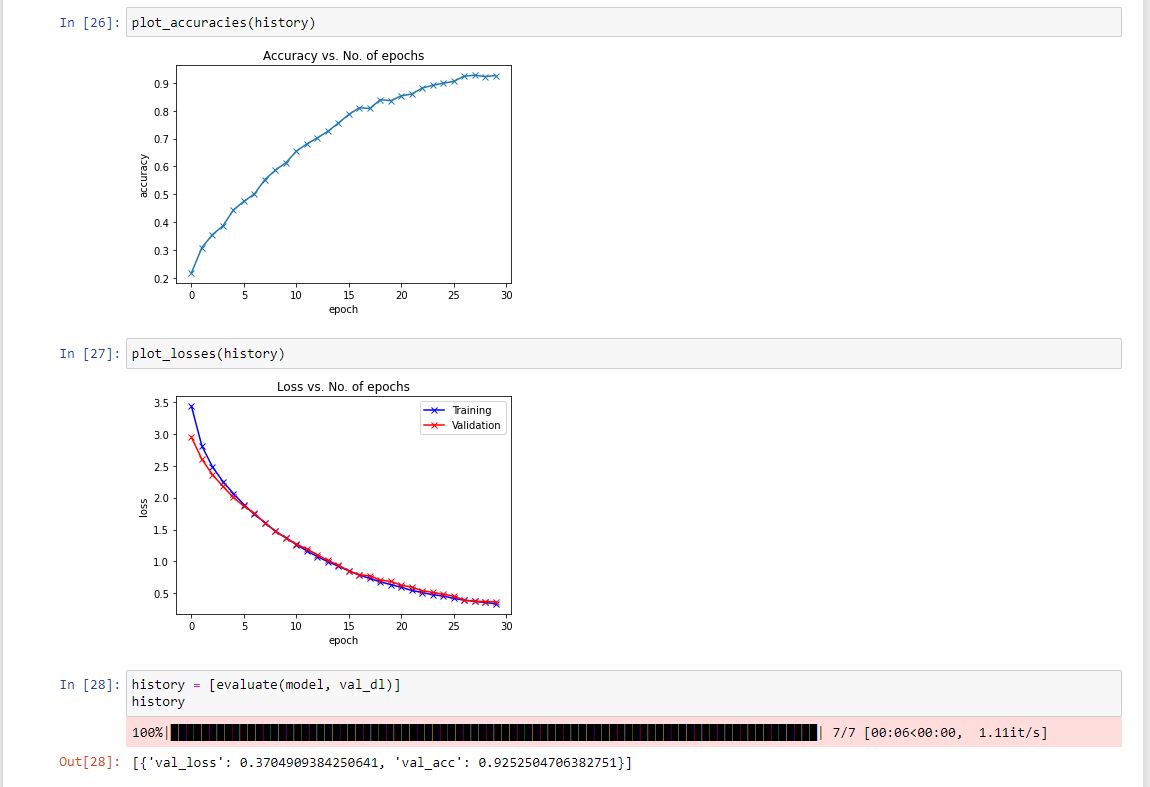 In [26]: plot_accuracies(history)
Accuracy vs. No. of epochs
0.9
0.8
0.7
0.6
0.5
0.4
0.3
0.2
accuracy
0 5 10 15 20 25 30
epoch
In [27]: plot_losses(history)
Loss vs. No. of epochs
3.5
3.0
2.5
2.0
1.5
1.0
0.5
loss
Training
Validation
0 5 10 15 20 25 30
epoch
In [28]: history = [evaluate(model, val_dl)]
history
100%| | 7/7 [00:06<00:00, 1.11it/s]
Out[28]: [{'val_loss': 0.3704909384250641, 'val_acc': 0.9252504706382751}]